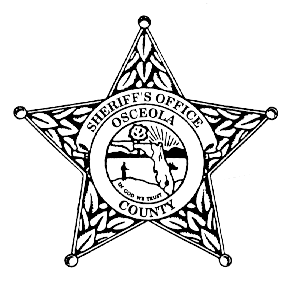 SHERIFF'S OFFICE
OSCEOLA
IN GOD WE TRUST
COUNTY